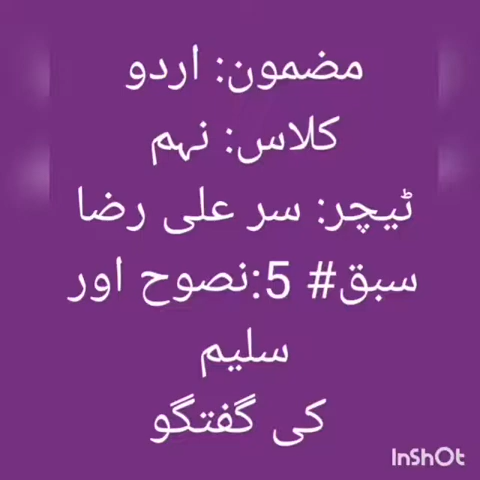 مضمون: اردو
کلاس: نہم
ٹیچر: سر علی رضا
سبق# 5:نصوح اور
سلیم
کی گفتگو
InShOt